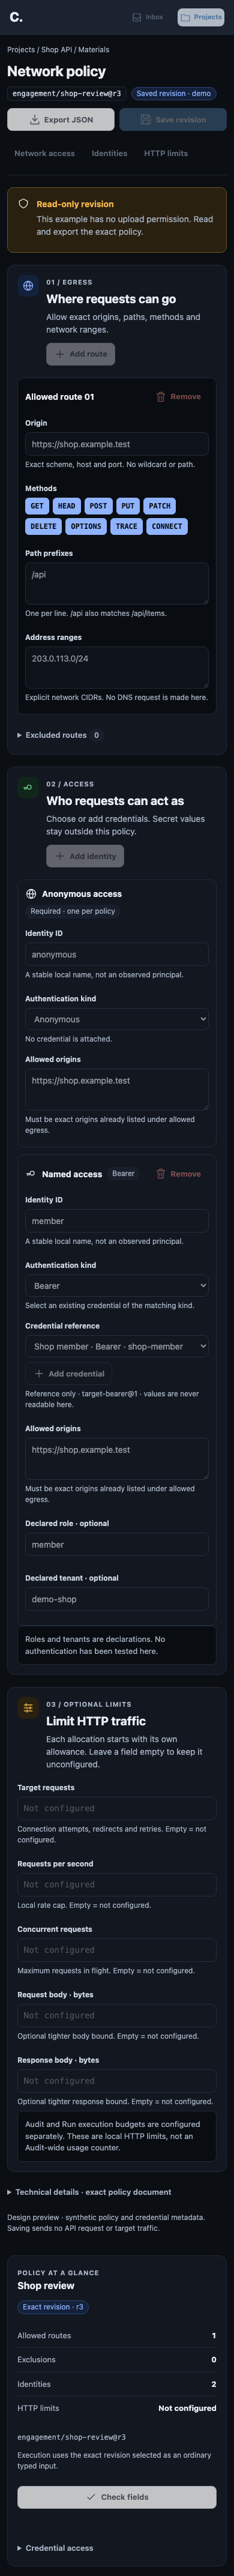 C.
Inbox
Projects
Projects / Shop API / Materials
Network policy
engagement/shop-review@r3
Saved revision · demo
Export JSON
Save revision
Network access
Identities
HTTP limits
Read-only revision
This example has no upload permission. Read
and export the exact policy.
01 / EGRESS
Where requests can go
Allow exact origins, paths, methods and
network ranges.
Add route
Allowed route 01
Remove
Origin
https://shop.example.test
Exact scheme, host and port. No wildcard or path.
Methods
GET HEAD POST PUT PATCH
DELETE OPTIONS TRACE CONNECT
Path prefixes
/api
One per line. /api also matches /api/items.
Address ranges
203.0.113.0/24
Explicit network CIDRs. No DNS request is made here.
Excluded routes 0
02 / ACCESS
Who requests can act as
Choose or add credentials. Secret values
stay outside this policy.
Add identity
Anonymous access
Required · one per policy
Identity ID
anonymous
A stable local name, not an observed principal.
Authentication kind
Anonymous
No credential is attached.
Allowed origins
https://shop.example.test
Must be exact origins already listed under allowed
egress.
Named access
Bearer
Remove
Identity ID
member
A stable local name, not an observed principal.
Authentication kind
Bearer
Select an existing credential of the matching kind.
Credential reference
Shop member · Bearer · shop-member
Add credential
Reference only · target-bearer@1 · values are never
readable here.
Allowed origins
https://shop.example.test
Must be exact origins already listed under allowed
egress.
Declared role · optional
member
Declared tenant · optional
demo-shop
Roles and tenants are declarations. No
authentication has been tested here.
03 / OPTIONAL LIMITS
Limit HTTP traffic
Each allocation starts with its own
allowance. Leave a field empty to keep it
unconfigured.
Target requests
Not configured
Connection attempts, redirects and retries. Empty = not
configured.
Requests per second
Not configured
Local rate cap. Empty = not configured.
Concurrent requests
Not configured
Maximum requests in flight. Empty = not configured.
Request body · bytes
Not configured
Optional tighter body bound. Empty = not configured.
Response body · bytes
Not configured
Optional tighter response bound. Empty = not configured.
Audit and Run execution budgets are configured
separately. These are local HTTP limits, not an
Audit-wide usage counter.
Technical details · exact policy document
Design preview · synthetic policy and credential metadata.
Saving sends no API request or target traffic.
POLICY AT A GLANCE
Shop review
Exact revision · r3
Allowed routes 1
Exclusions 0
Identities 2
HTTP limits Not configured
engagement/shop-review@r3
Execution uses the exact revision selected as an ordinary
typed input.
Check fields
Credential access